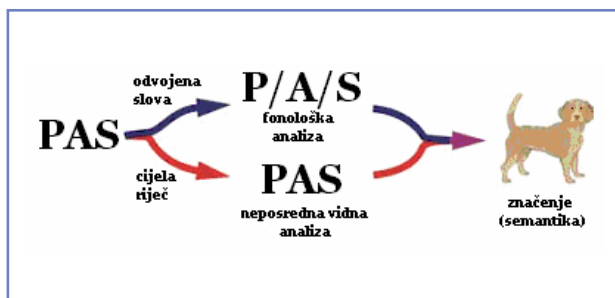 PAS
odvojena
slova
P/A/S
fonološka
analiza
cijela
riječ
PAS
neposredna vidna
analiza
značenje
(semantika)